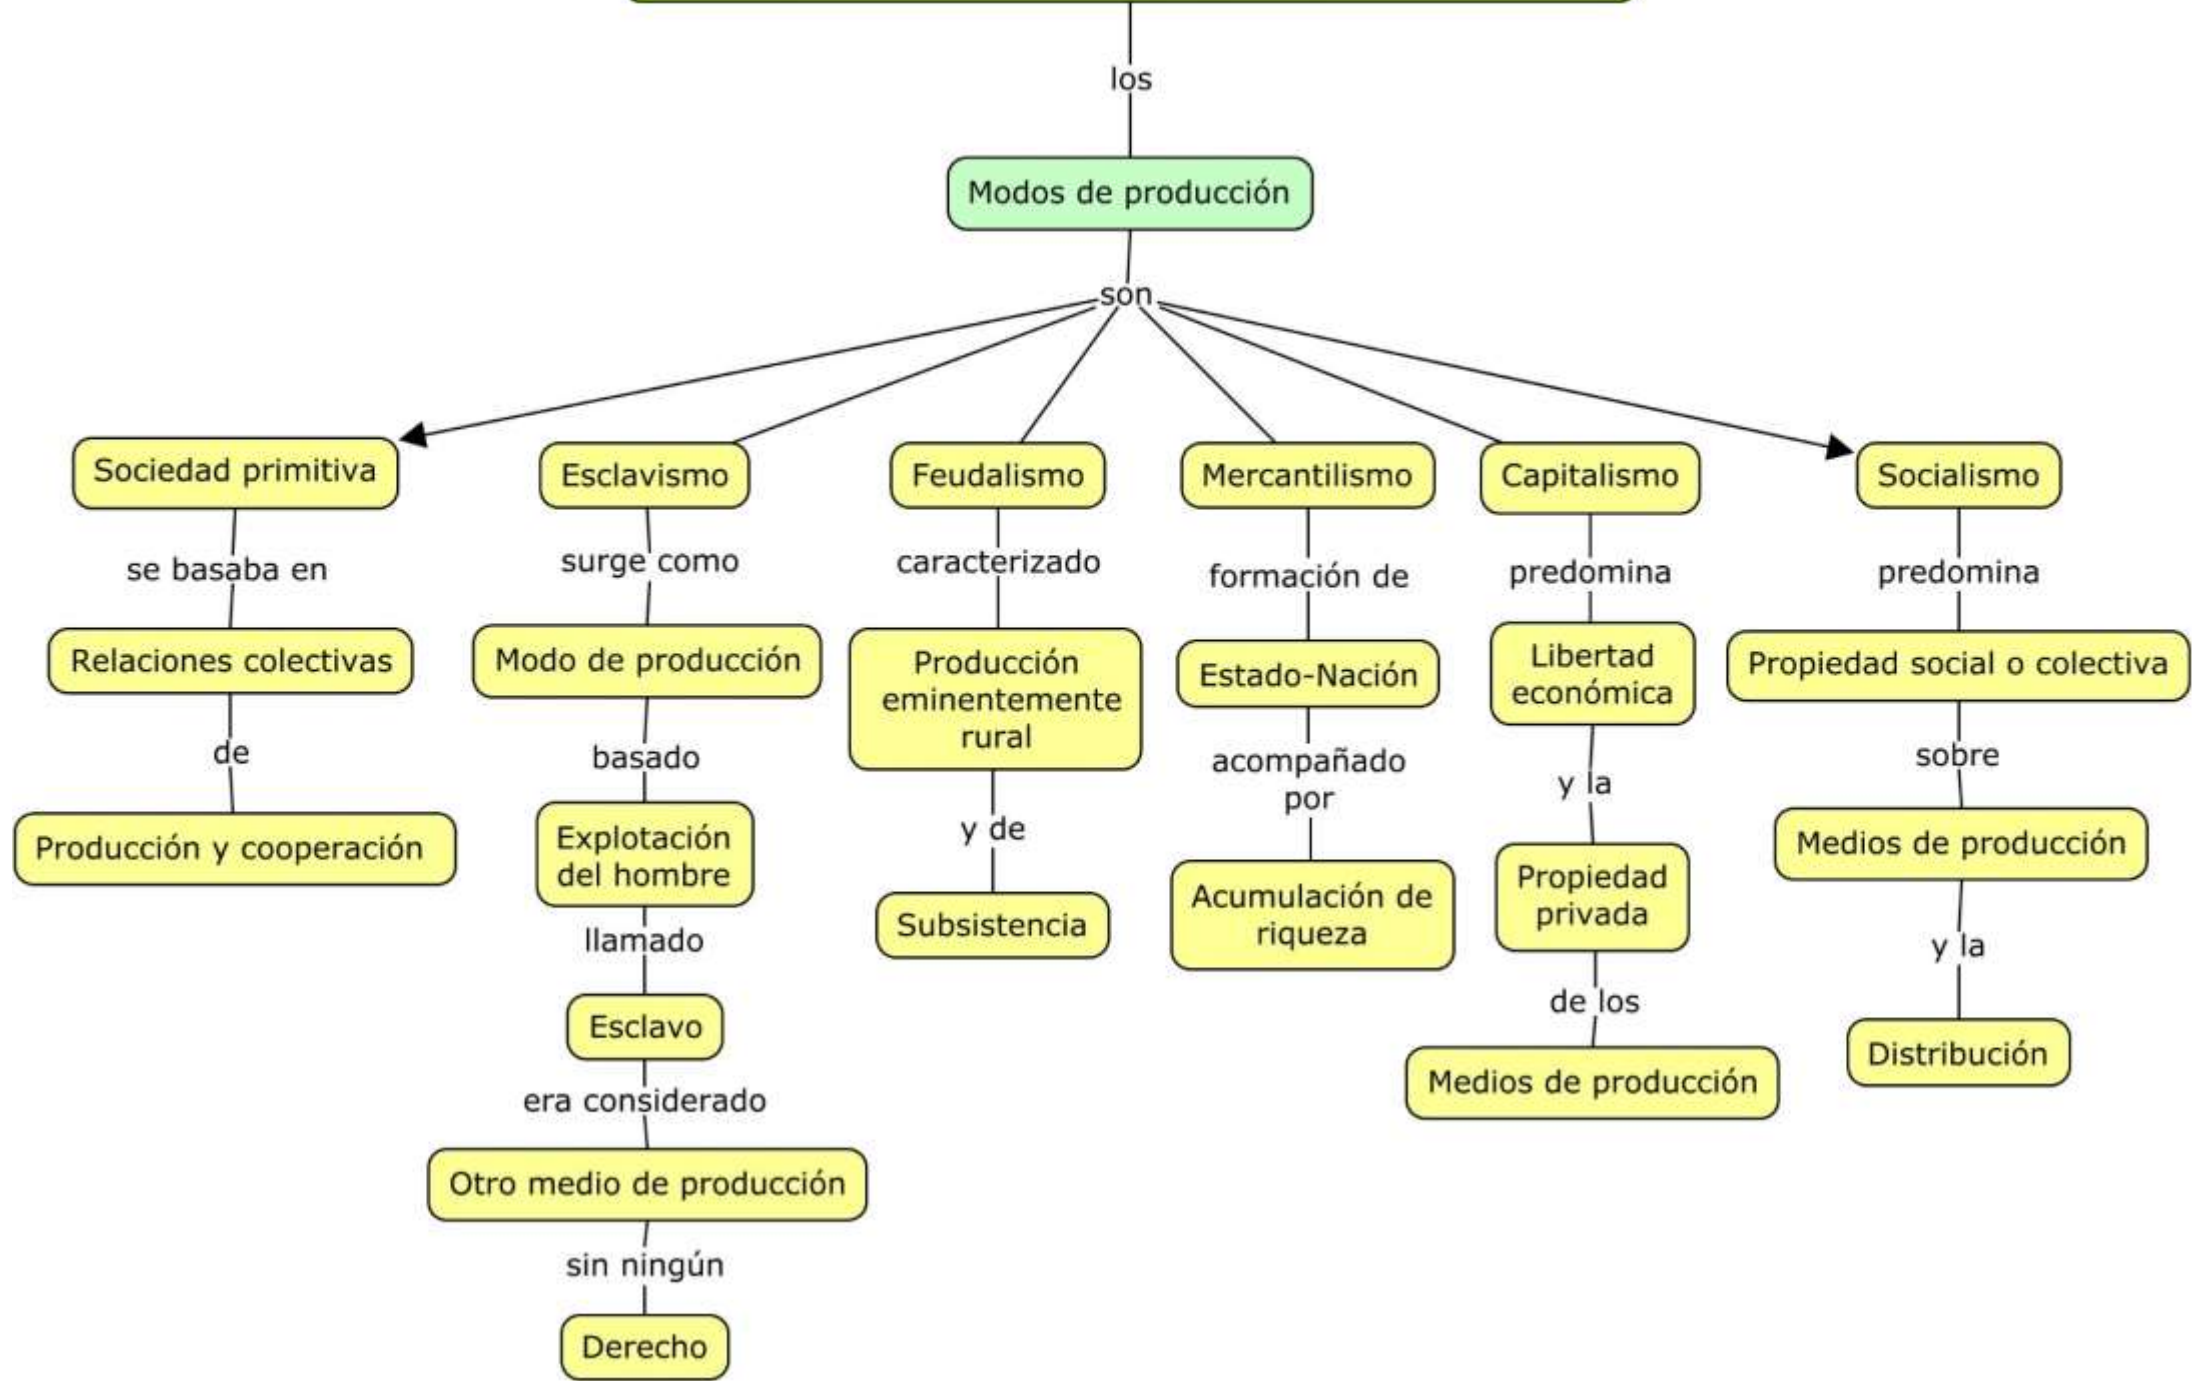 los
Modos de producción
son
Sociedad primitiva
se basaba en
Relaciones colectivas
de
Producción y cooperación
Esclavismo
surge como
Modo de producción
basado
Explotación
del hombre
llamado
Esclavo
era considerado
Otro medio de producción
sin ningún
Derecho
Feudalismo
caracterizado
Producción
eminentemente
rural
y de
Subsistencia
Mercantilismo
formación de
Estado-Nación
acompañado
por
Acumulación de
riqueza
Capitalismo
predomina
Libertad
económica
y la
Propiedad
privada
de los
Medios de producción
Socialismo
predomina
Propiedad social o colectiva
sobre
Medios de producción
y la
Distribución